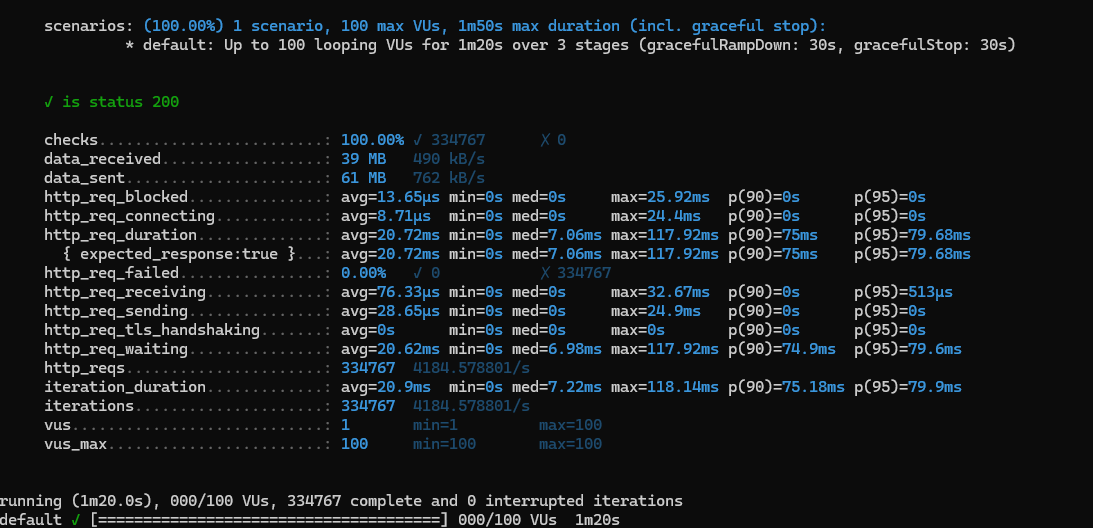 scenarios: (100.00%) 1 scenario, 100 max VUs, 1m50s max duration (incl. graceful stop):
* default: Up to 100 looping VUs for 1m20s over 3 stages (gracefulRampDown: 30s, gracefulStop: 30s)
✓ is status 200
checks.........................: 100.00% ✓ 334767 ✗ 0
data_received..................: 39 MB 490 kB/s
data_sent......................: 61 MB 762 kB/s
http_req_blocked...............: avg=13.65µs min=0s med=0s max=25.92ms p(90)=0s p(95)=0s
http_req_connecting............: avg=8.71µs min=0s med=0s max=24.4ms p(90)=0s p(95)=0s
http_req_duration..............: avg=20.72ms min=0s med=7.06ms max=117.92ms p(90)=75ms p(95)=79.68ms
{ expected_response:true }...: avg=20.72ms min=0s med=7.06ms max=117.92ms p(90)=75ms p(95)=79.68ms
http_req_failed................: 0.00% ✓ 0 ✗ 334767
http_req_receiving.............: avg=76.33µs min=0s med=0s max=32.67ms p(90)=0s p(95)=513µs
http_req_sending...............: avg=28.65µs min=0s med=0s max=24.9ms p(90)=0s p(95)=0s
http_req_tls_handshaking.......: avg=0s min=0s med=0s max=0s p(90)=0s p(95)=0s
http_req_waiting...............: avg=20.62ms min=0s med=6.98ms max=117.92ms p(90)=74.9ms p(95)=79.6ms
http_reqs......................: 334767 4184.578801/s
iteration_duration.............: avg=20.9ms min=0s med=7.22ms max=118.14ms p(90)=75.18ms p(95)=79.9ms
iterations.....................: 334767 4184.578801/s
vus............................: 1 min=1 max=100
vus_max........................: 100 min=100 max=100
running (1m20.0s), 000/100 VUs, 334767 complete and 0 interrupted iterations
default ✓ [======================================] 000/100 VUs 1m20s